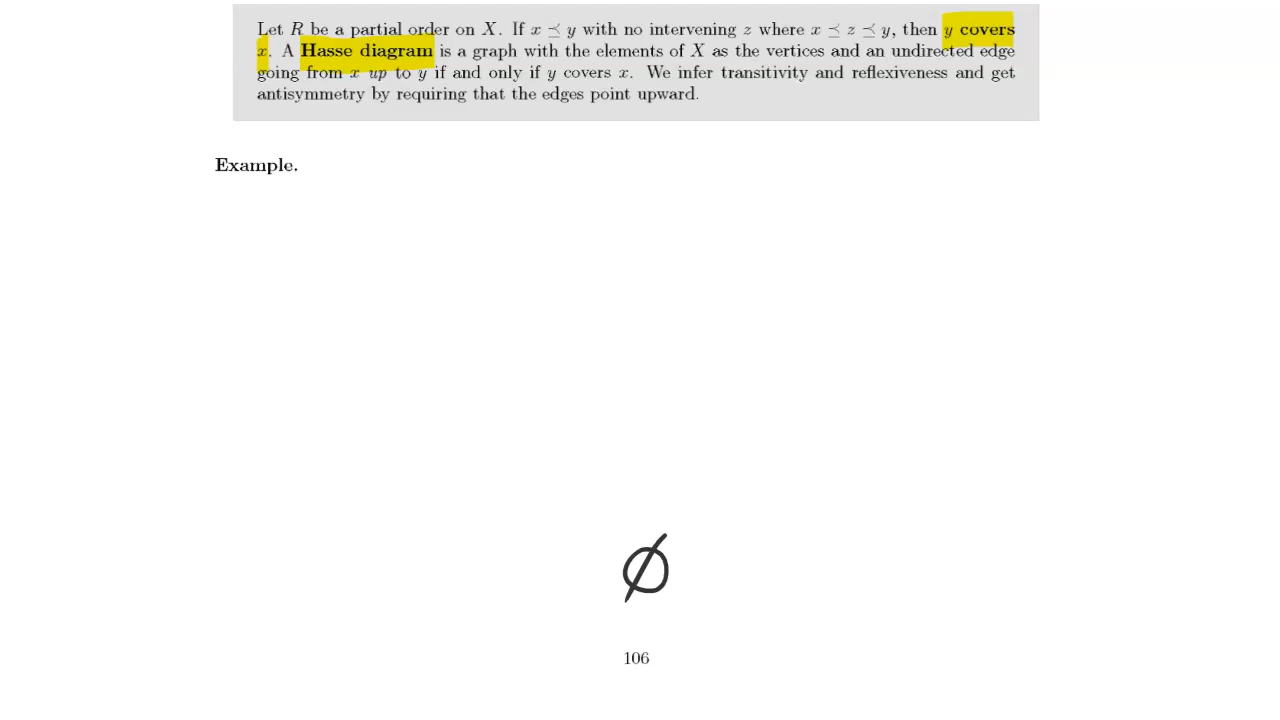 Let R be a partial order on X. If x ⪯ y with no intervening z where x ⪯ z ⪯ y, then y covers
x. A Hasse diagram is a graph with the elements of X as the vertices and an undirected edge
going from x up to y if and only if y covers x. We infer transitivity and reflexiveness and get
antisymmetry by requiring that the edges point upward.
Example.
∅
106